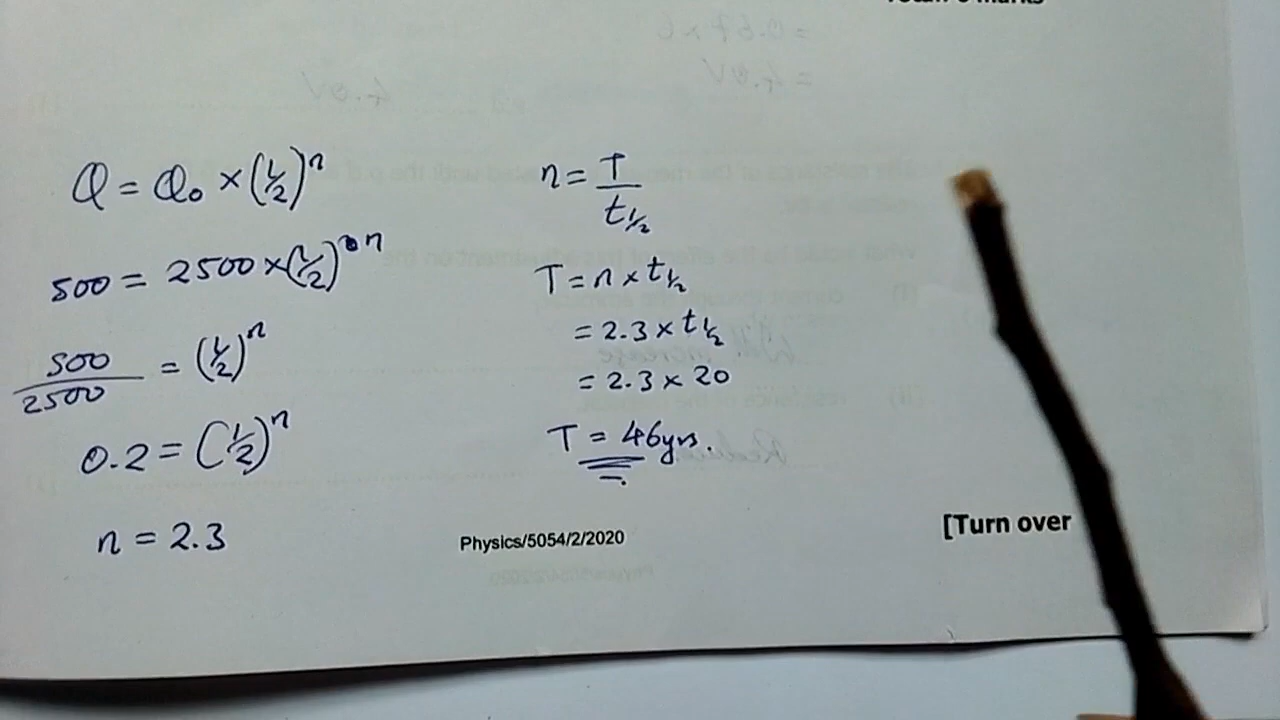 Q = Q₀ × (1/2)ⁿ
500 = 2500 × (1/2)ⁿ
500/2500 = (1/2)ⁿ
0.2 = (1/2)ⁿ
n = 2.3
n = T/t½
T = n × t½
= 2.3 × t½
= 2.3 × 20
T = 46yrs.
Physics/5054/2/2020
[Turn over